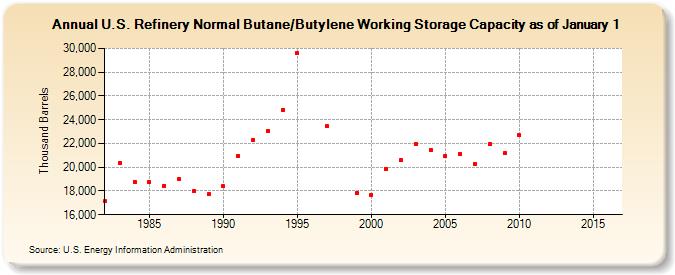 Annual U.S. Refinery Normal Butane/Butylene Working Storage Capacity as of January 1
Thousand Barrels
30,000
28,000
26,000
24,000
22,000
20,000
18,000
16,000
1985 1990 1995 2000 2005 2010 2015
Source: U.S. Energy Information Administration